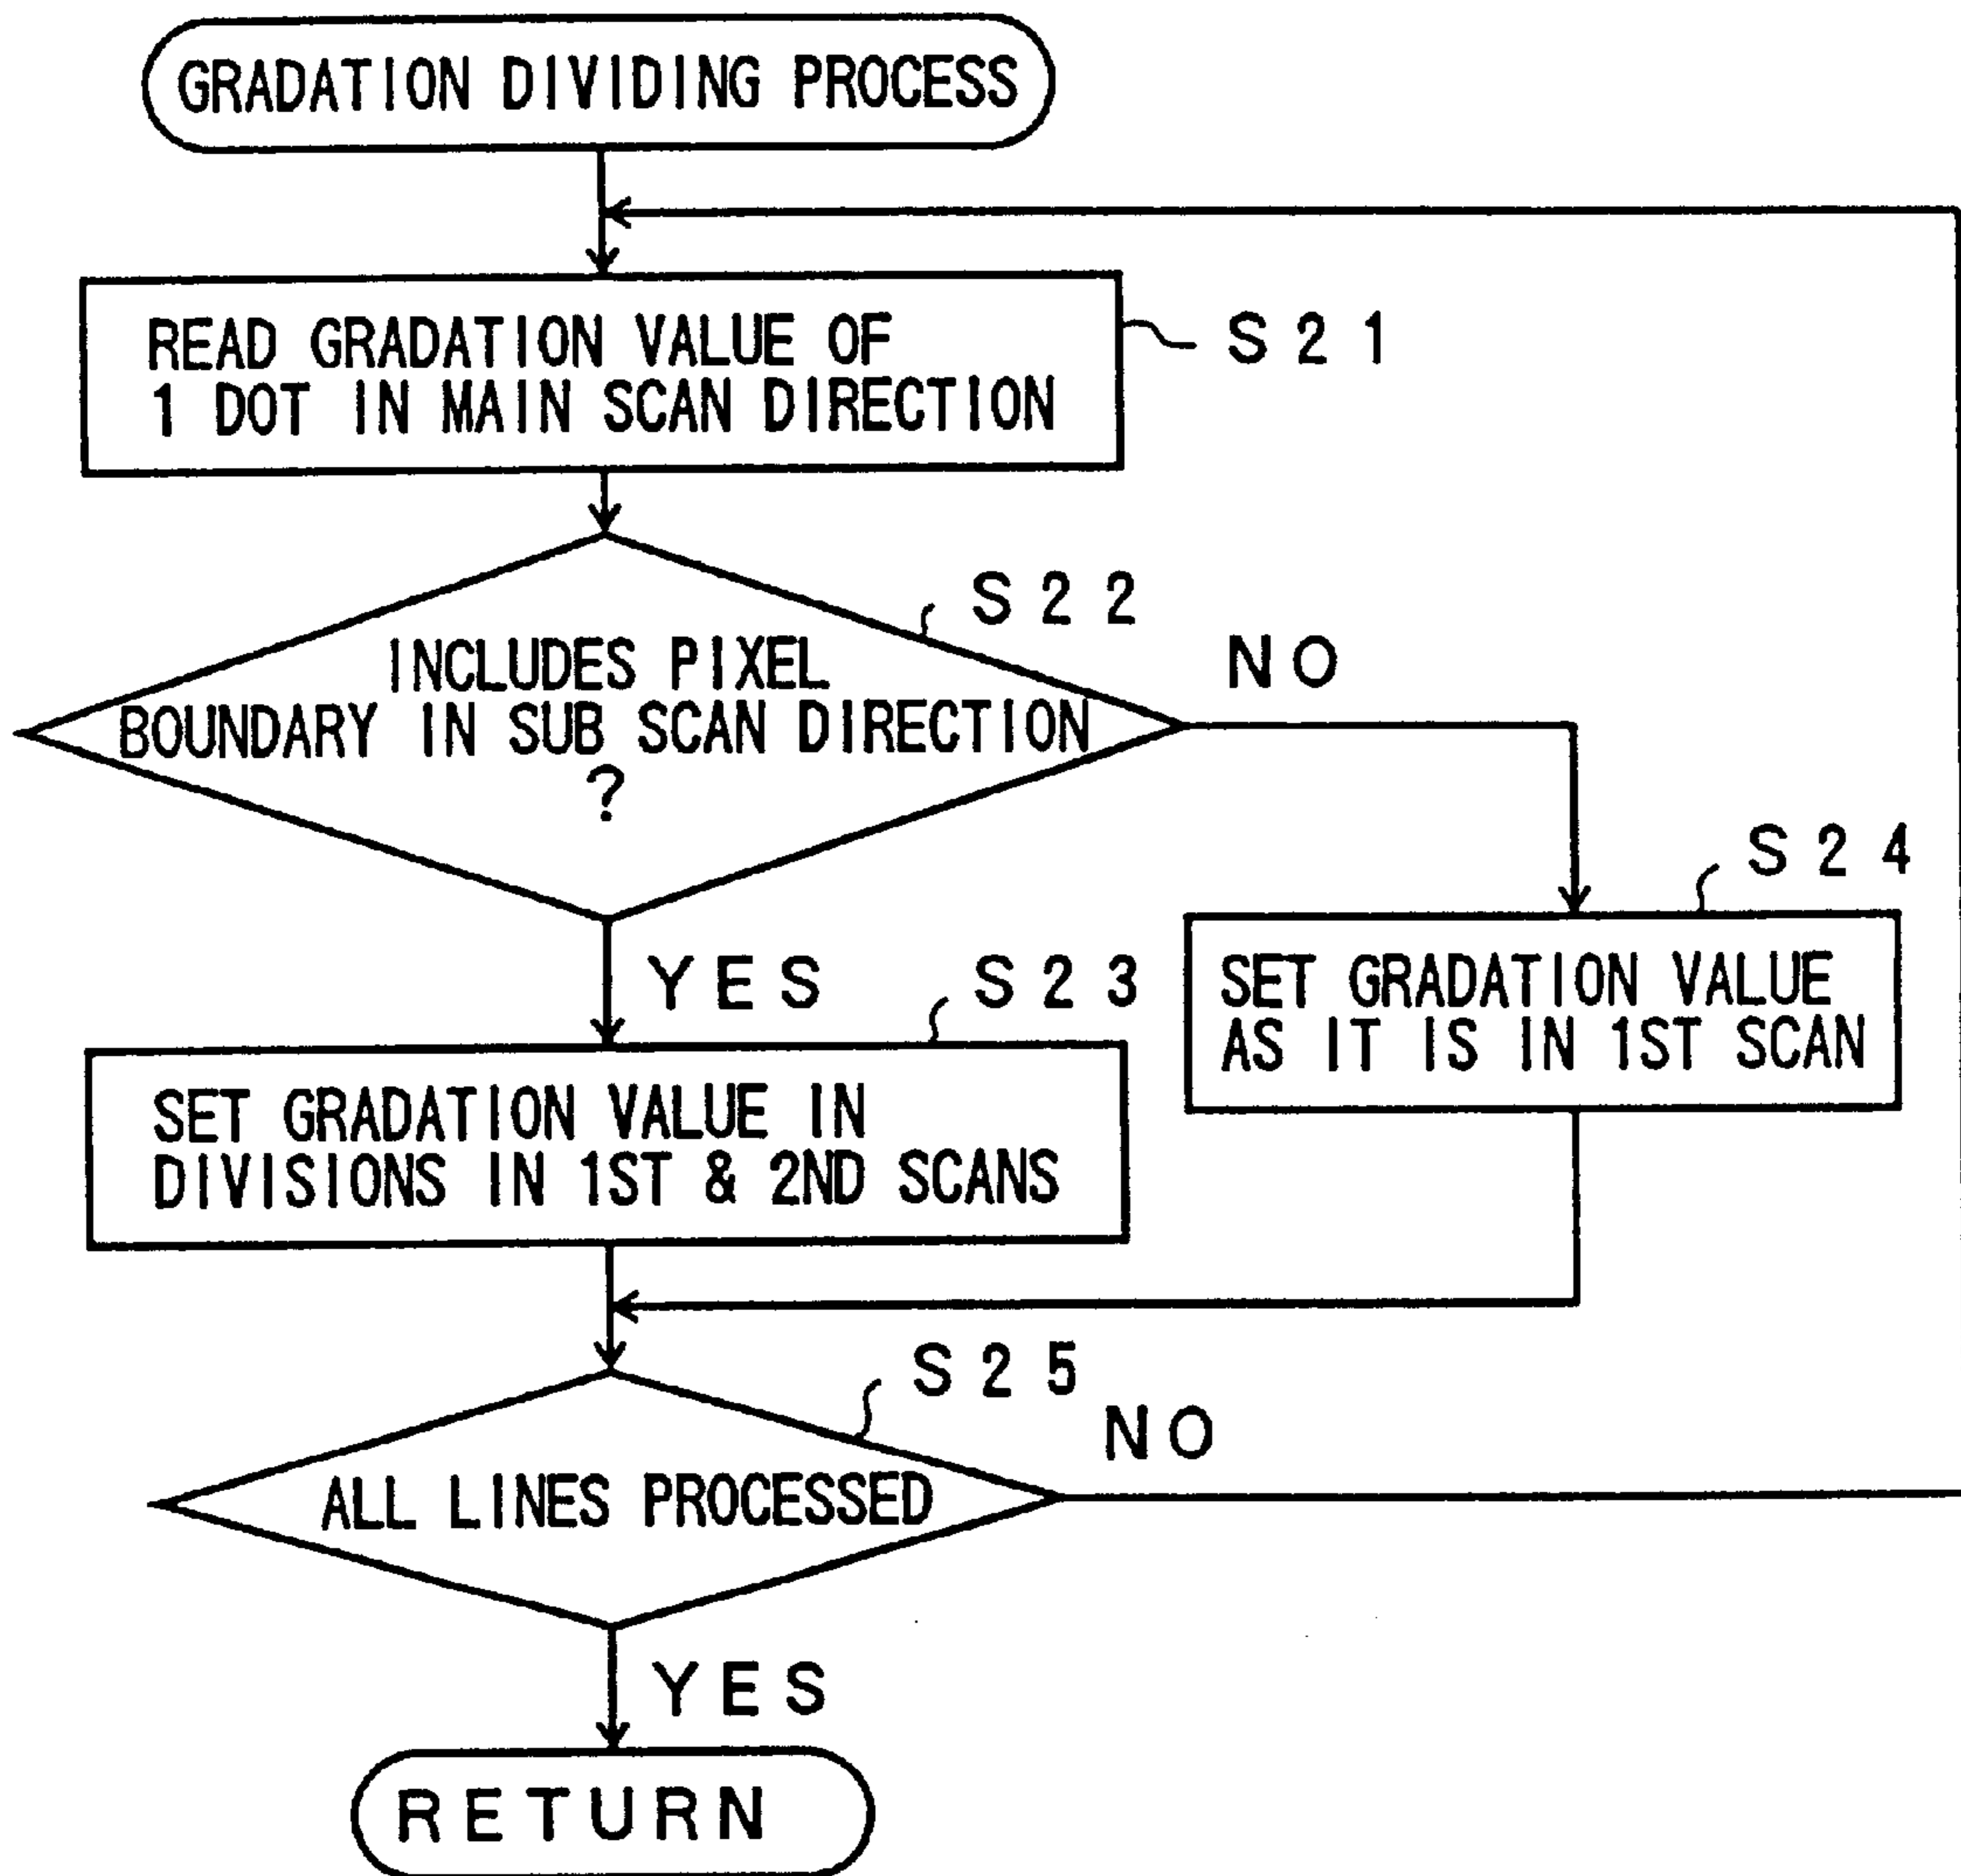 GRADATION DIVIDING PROCESS
READ GRADATION VALUE OF
1 DOT IN MAIN SCAN DIRECTION
S21
S22
INCLUDES PIXEL
BOUNDARY IN SUB SCAN DIRECTION
?
NO
YES
S23
SET GRADATION VALUE IN
DIVISIONS IN 1ST & 2ND SCANS
S24
SET GRADATION VALUE
AS IT IS IN 1ST SCAN
S25
ALL LINES PROCESSED
NO
YES
RETURN